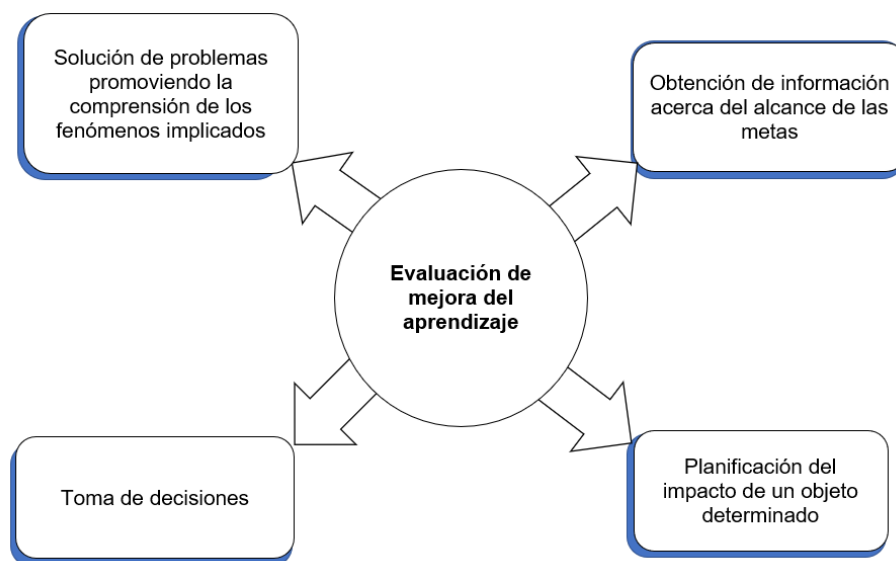 Solución de problemas
promoviendo la
comprensión de los
fenómenos implicados
Obtención de información
acerca del alcance de las
metas
Evaluación de
mejora del
aprendizaje
Toma de decisiones
Planificación del
impacto de un objeto
determinado